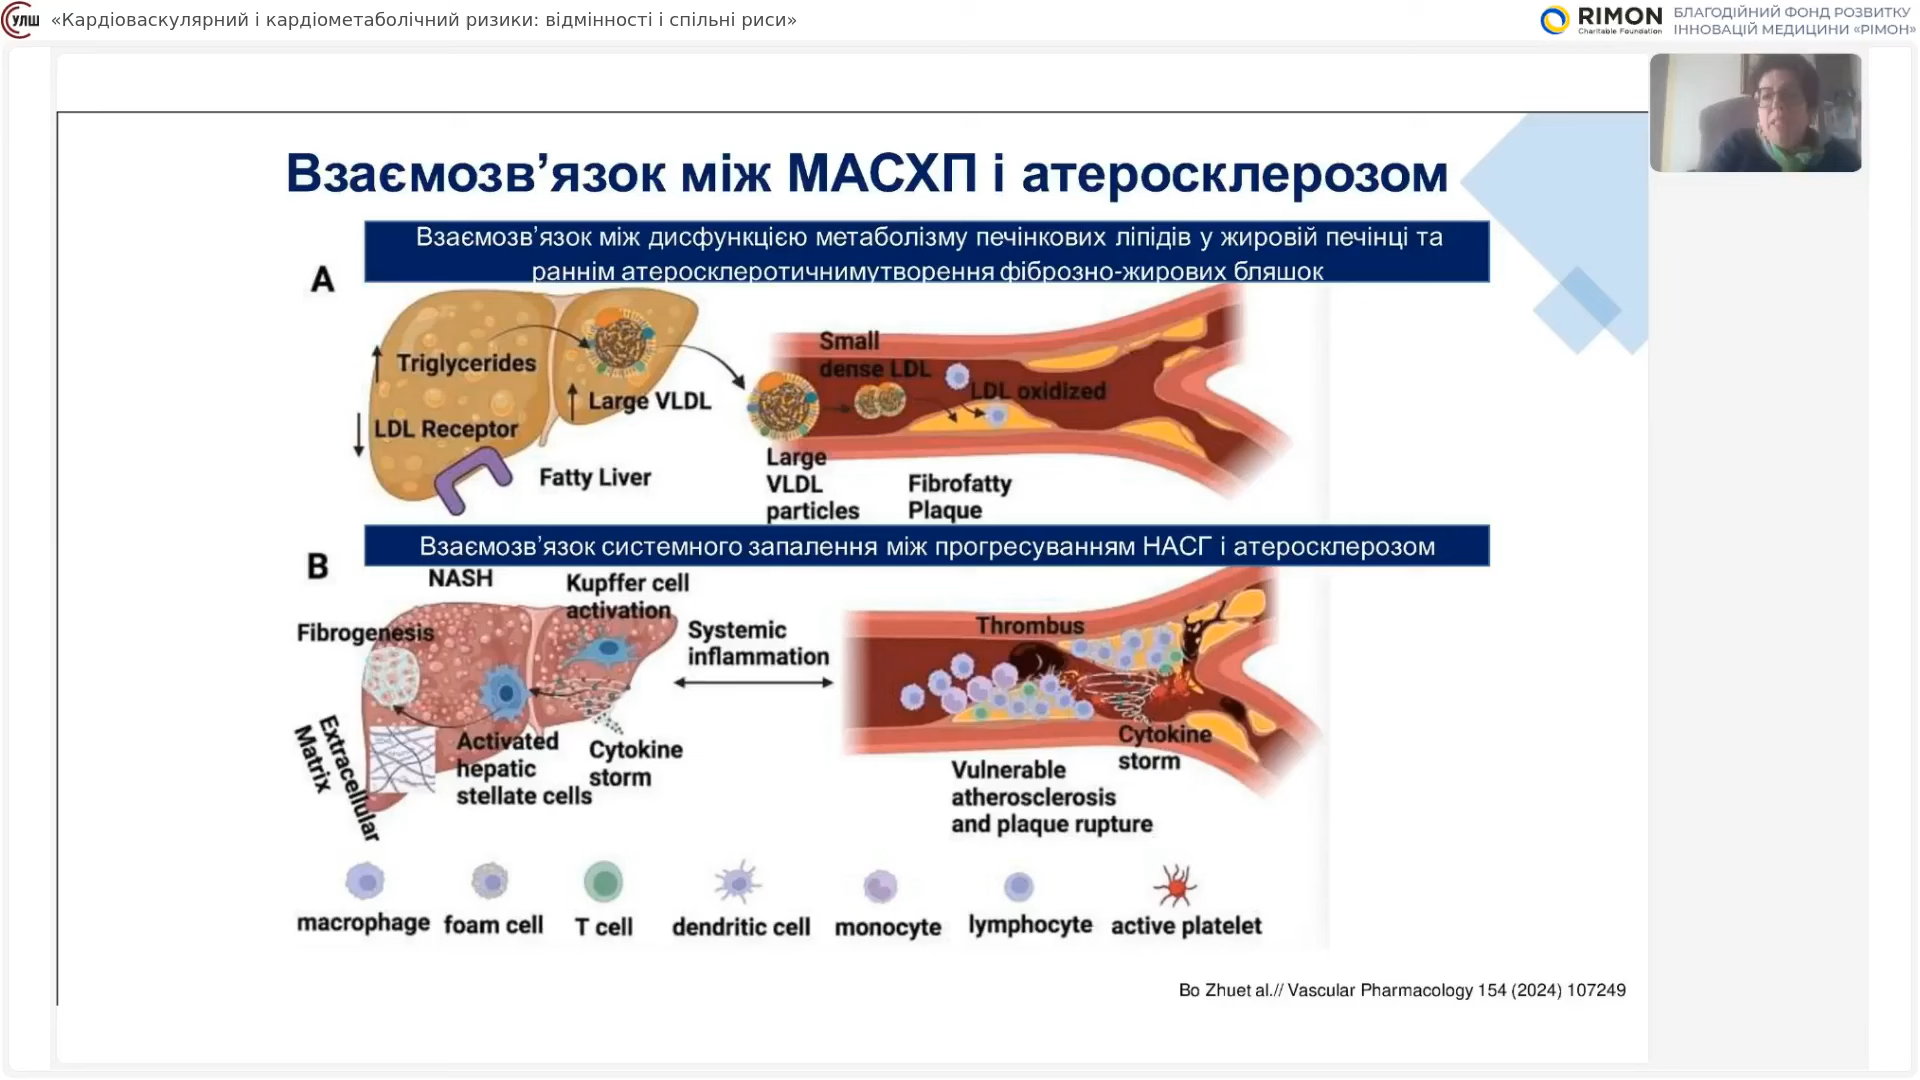 УЛШ «Кардіоваскулярний і кардіометаболічний ризики: відмінності і спільні риси»
RIMON
Charitable Foundation
БЛАГОДІЙНИЙ ФОНД РОЗВИТКУ
ІННОВАЦІЙ МЕДИЦИНИ «РІМОН»
Взаємозв’язок між МАСХП і атеросклерозом
Взаємозв’язок між дисфункцією метаболізму печінкових ліпідів у жировій печінці та
раннім атеросклеротичнимутворення фіброзно-жирових бляшок
A
Triglycerides
Large VLDL
LDL Receptor
Fatty Liver
Small
dense LDL
LDL oxidized
Large
VLDL
particles
Fibrofatty
Plaque
Взаємозв’язок системного запалення між прогресуванням НАСГ і атеросклерозом
B
NASH
Kupffer cell
activation
Fibrogenesis
Systemic
inflammation
Extracellular
Matrix
Activated
hepatic
stellate cells
Cytokine
storm
Thrombus
Cytokine
storm
Vulnerable
atherosclerosis
and plaque rupture
macrophage
foam cell
T cell
dendritic cell
monocyte
lymphocyte
active platelet
Bo Zhuet al.// Vascular Pharmacology 154 (2024) 107249